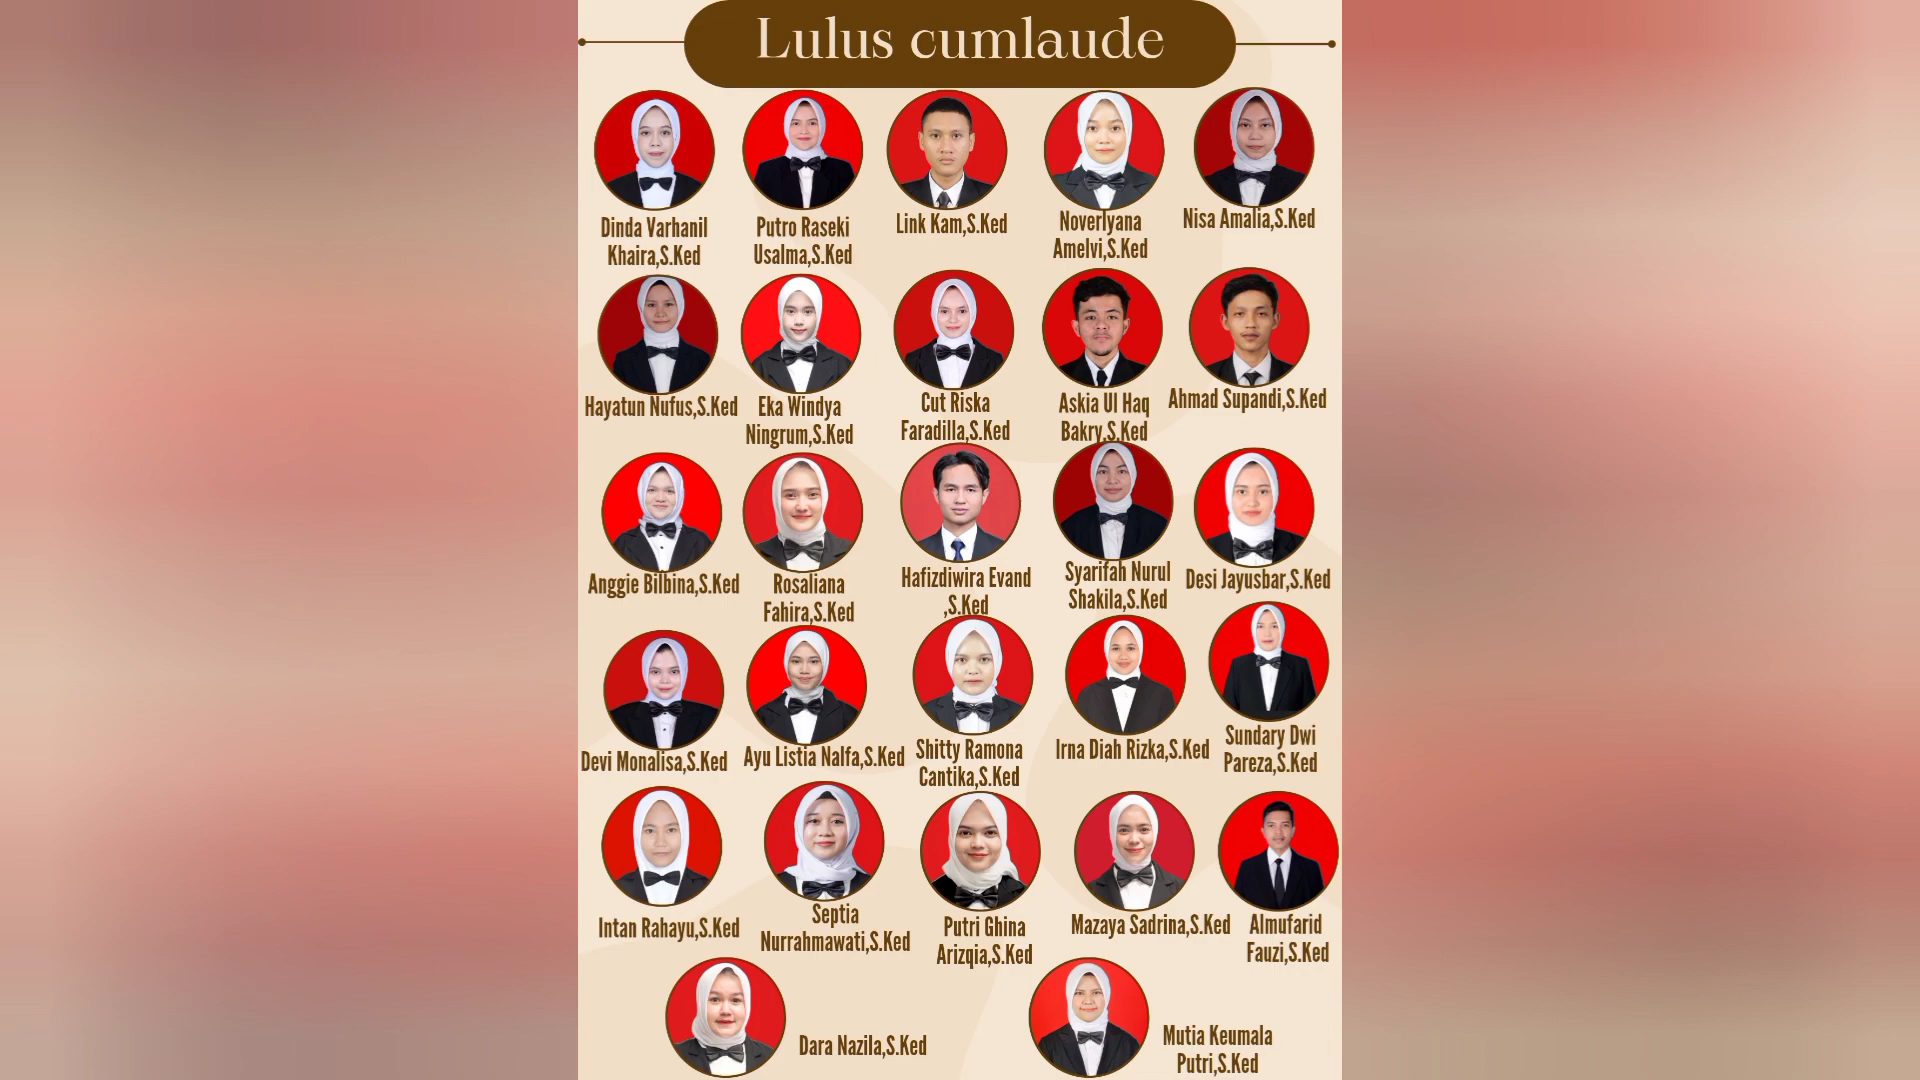 Lulus cumlaude
Dinda Varhanil
Khaira,S.Ked
Putro Raseki
Usalma,S.Ked
Link Kam,S.Ked
Noverlyana
Amelvi,S.Ked
Nisa Amalia,S.Ked
Hayatun Nufus,S.Ked
Eka Windya
Ningrum,S.Ked
Cut Riska
Faradilla,S.Ked
Askia Ul Haq
Bakry,S.Ked
Ahmad Supandi,S.Ked
Anggie Bilbina,S.Ked
Rosaliana
Fahira,S.Ked
Hafizdiwira Evand
,S.Ked
Syarifah Nurul
Shakila,S.Ked
Desi Jayusbar,S.Ked
Devi Monalisa,S.Ked
Ayu Listia Nalfa,S.Ked
Shitty Ramona
Cantika,S.Ked
Irna Diah Rizka,S.Ked
Sundary Dwi
Pareza,S.Ked
Intan Rahayu,S.Ked
Septia
Nurrahmawati,S.Ked
Putri Ghina
Arizqia,S.Ked
Mazaya Sadrina,S.Ked
Almufarid
Fauzi,S.Ked
Dara Nazila,S.Ked
Mutia Keumala
Putri,S.Ked